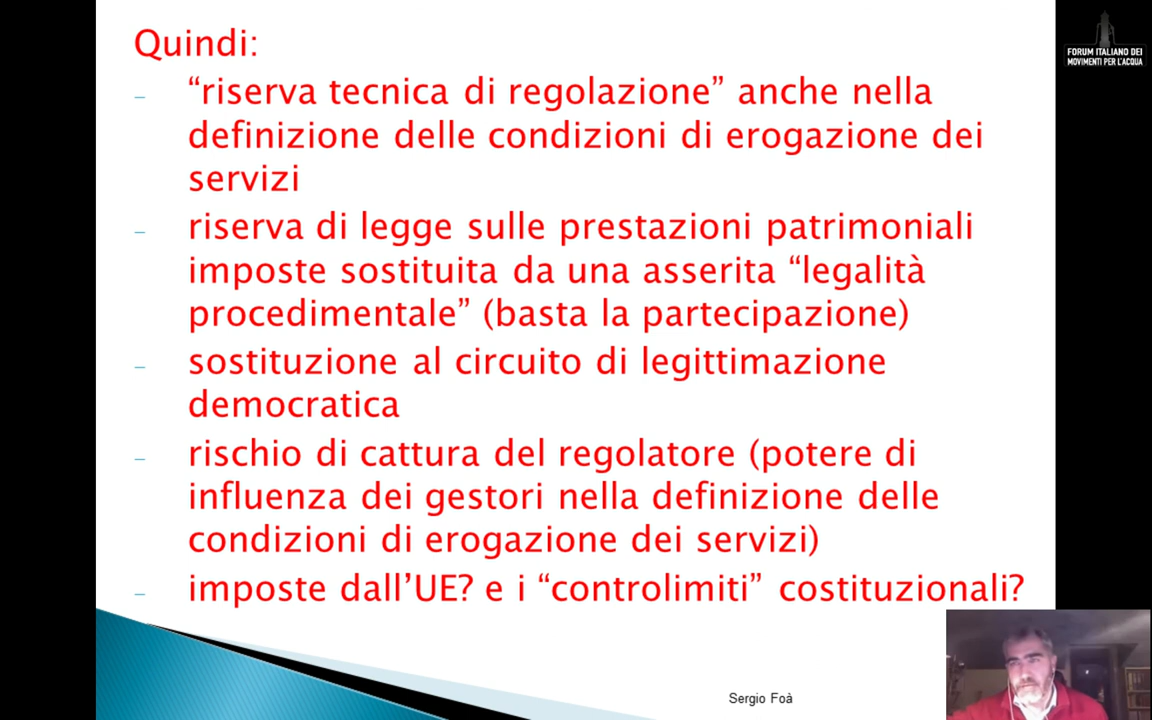 Quindi:
– "riserva tecnica di regolazione" anche nella
definizione delle condizioni di erogazione dei
servizi
– riserva di legge sulle prestazioni patrimoniali
imposte sostituita da una asserita "legalità
procedimentale" (basta la partecipazione)
– sostituzione al circuito di legittimazione
democratica
– rischio di cattura del regolatore (potere di
influenza dei gestori nella definizione delle
condizioni di erogazione dei servizi)
– imposte dall'UE? e i "controlimiti" costituzionali?
Sergio Foà
FORUM ITALIANO DEI
MOVIMENTI PER L'ACQUA